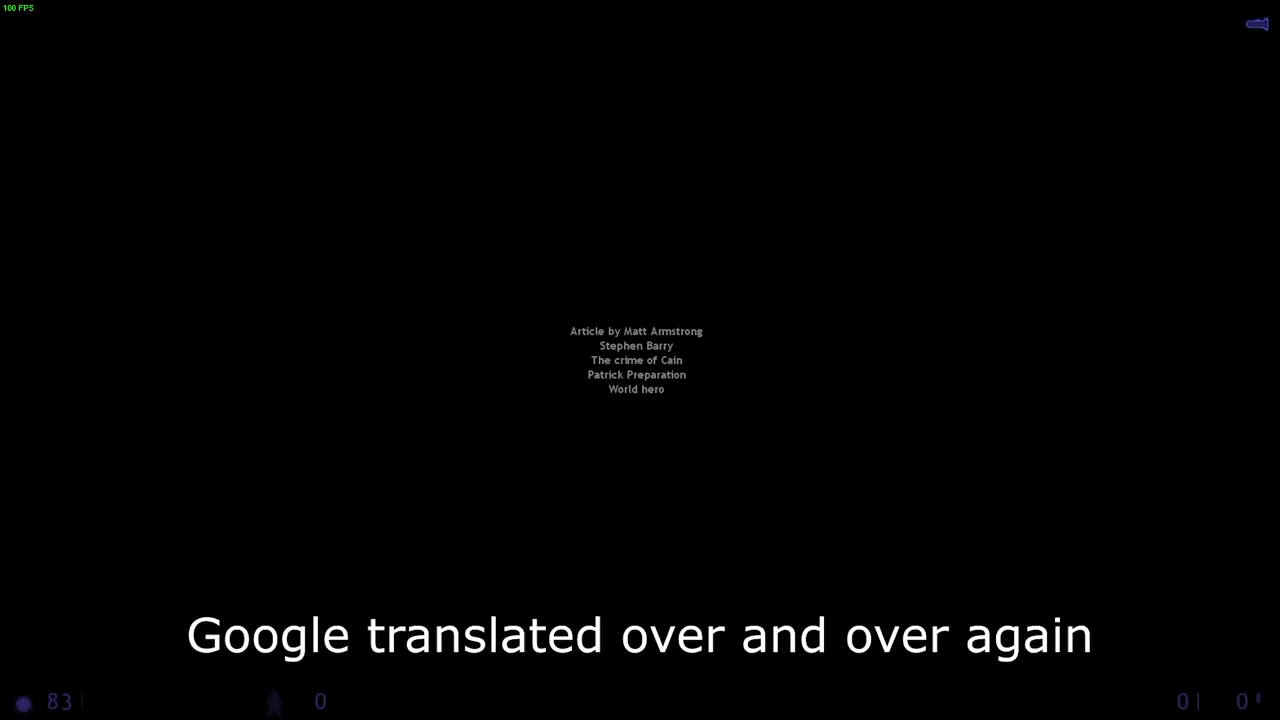 100 FPS
Article by Matt Armstrong
Stephen Barry
The crime of Cain
Patrick Preparation
World hero
Google translated over and over again
83
0
0
0